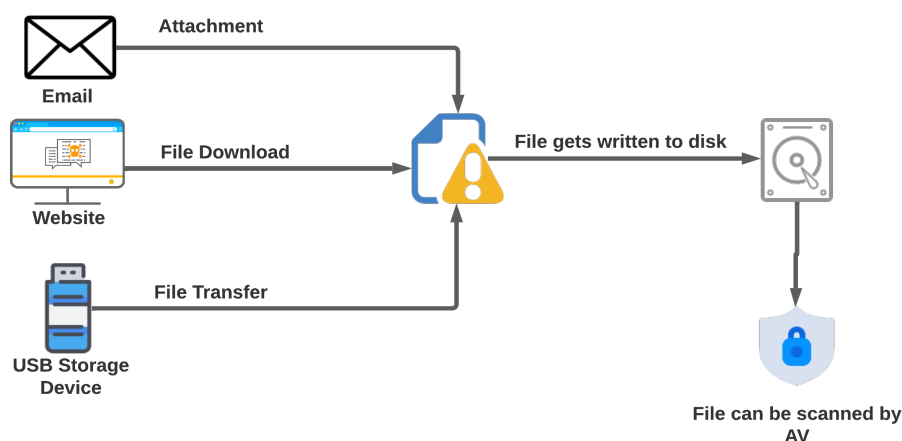 Attachment
Email
File Download
File gets written to disk
Website
File Transfer
USB Storage
Device
File can be scanned by
AV